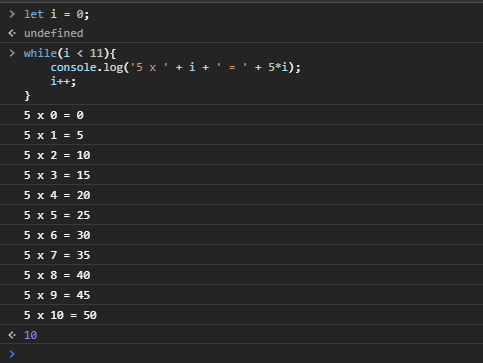 let i = 0;
undefined
while(i < 11){
    console.log('5 x ' + i + ' = ' + 5*i);
    i++;
}
5 x 0 = 0
5 x 1 = 5
5 x 2 = 10
5 x 3 = 15
5 x 4 = 20
5 x 5 = 25
5 x 6 = 30
5 x 7 = 35
5 x 8 = 40
5 x 9 = 45
5 x 10 = 50
10